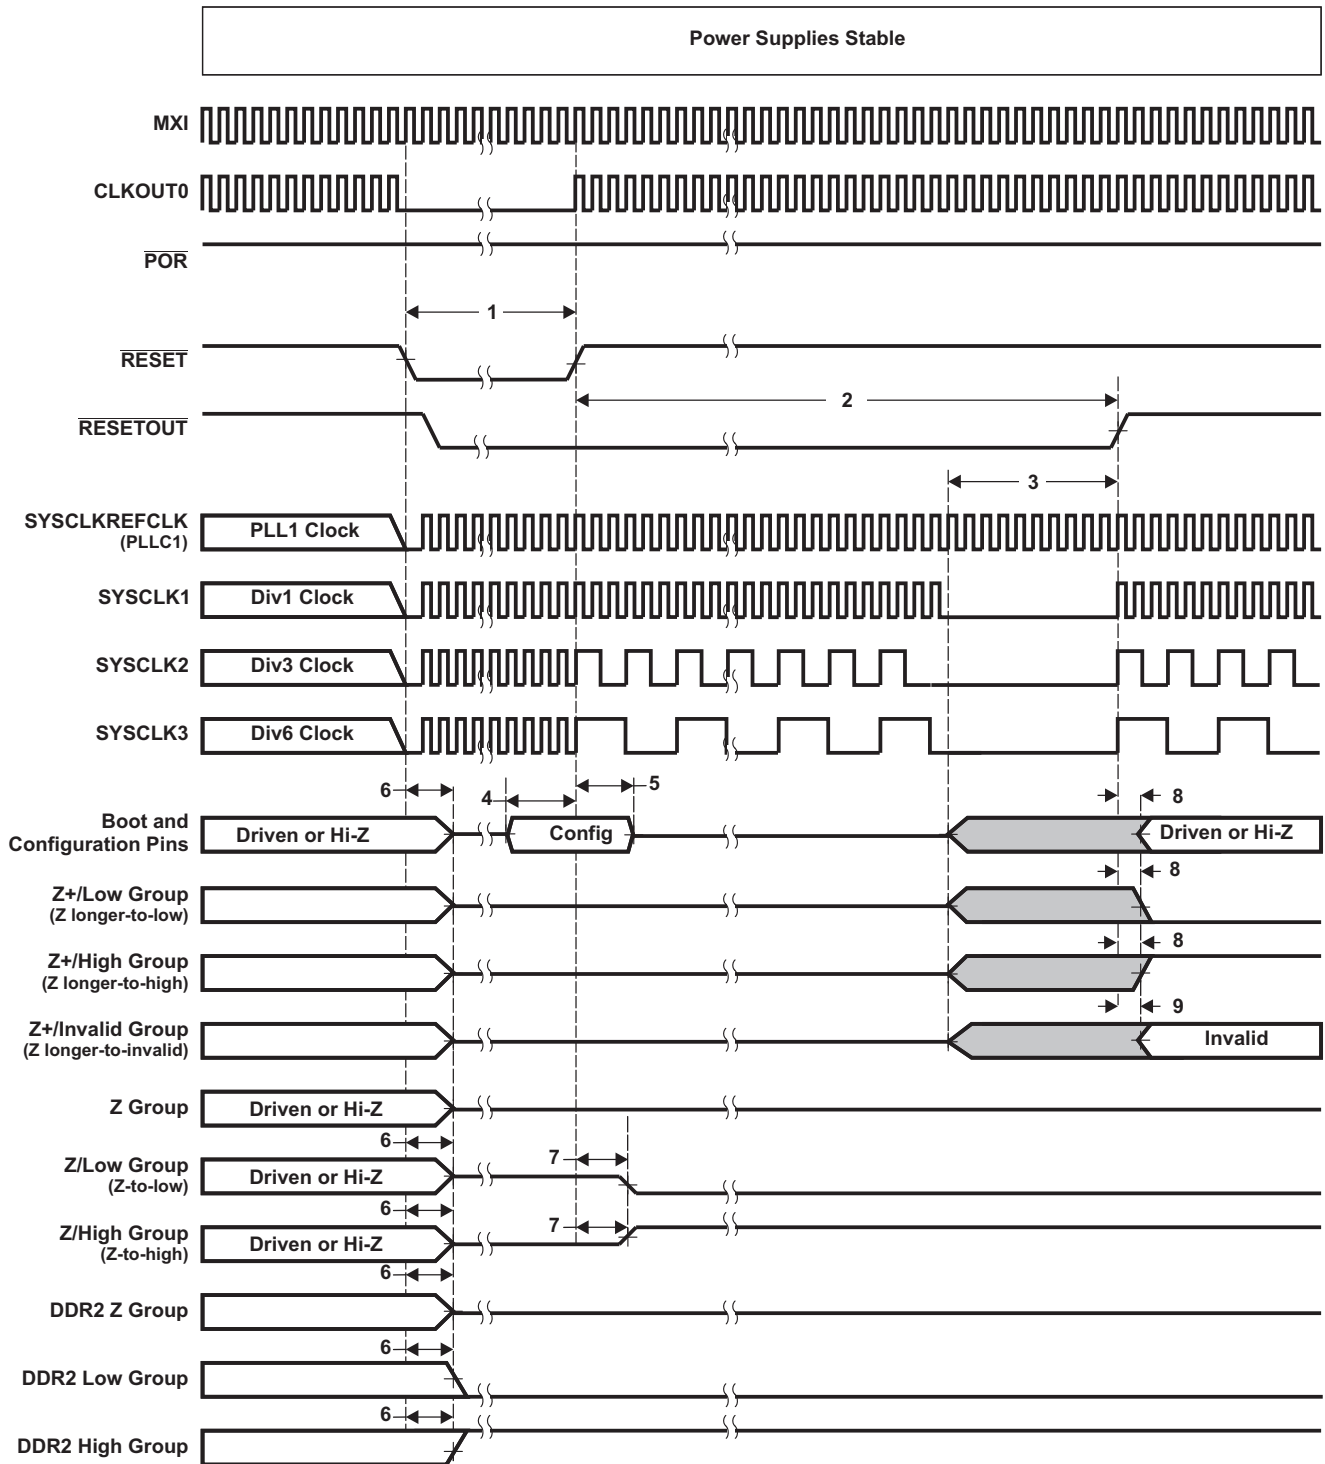 Power Supplies Stable
MXI
CLKOUT0
POR
1
RESET
2
RESETOUT
3
SYSCLKREFCLK
(PLLC1)
PLL1 Clock
SYSCLK1
Div1 Clock
SYSCLK2
Div3 Clock
SYSCLK3
Div6 Clock
6
4
5
8
Boot and
Configuration Pins
Driven or Hi-Z
Config
Driven or Hi-Z
8
Z+/Low Group
(Z longer-to-low)
8
Z+/High Group
(Z longer-to-high)
9
Z+/Invalid Group
(Z longer-to-invalid)
Invalid
Z Group
Driven or Hi-Z
6
7
Z/Low Group
(Z-to-low)
Driven or Hi-Z
6
7
Z/High Group
(Z-to-high)
Driven or Hi-Z
6
DDR2 Z Group
6
DDR2 Low Group
6
DDR2 High Group